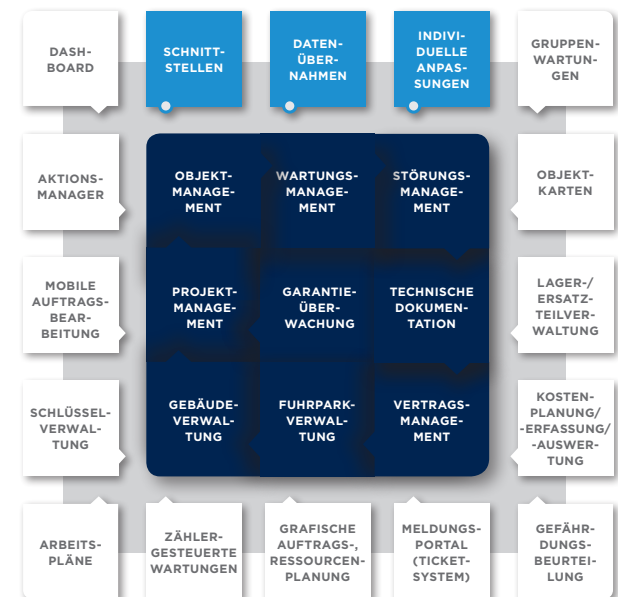 DASH-
BOARD
SCHNITT-
STELLEN
DATEN-
ÜBER-
NAHMEN
INDIVI-
DUELLE
ANPAS-
SUNGEN
GRUPPEN-
WARTUN-
GEN
AKTIONS-
MANAGER
OBJEKT-
MANAGE-
MENT
WARTUNGS-
MANAGE-
MENT
STÖRUNGS-
MANAGE-
MENT
OBJEKT-
KARTEN
MOBILE
AUFTRAGS-
BEAR-
BEITUNG
PROJEKT-
MANAGE-
MENT
GARANTIE-
ÜBER-
WACHUNG
TECHNISCHE
DOKUMEN-
TATION
LAGER-/
ERSATZ-
TEILVER-
WALTUNG
SCHLÜSSEL-
VERWAL-
TUNG
GEBÄUDE-
VERWAL-
TUNG
FUHRPARK-
VERWAL-
TUNG
VERTRAGS-
MANAGE-
MENT
KOSTEN-
PLANUNG/
-ERFASSUNG/
-AUSWER-
TUNG
ARBEITS-
PLÄNE
ZÄHLER-
GESTEUERTE
WARTUNGEN
GRAFISCHE
AUFTRAGS-,
RESSOURCEN-
PLANUNG
MELDUNGS-
PORTAL
(TICKET-
SYSTEM)
GEFÄHR-
DUNGS-
BEURTEI-
LUNG